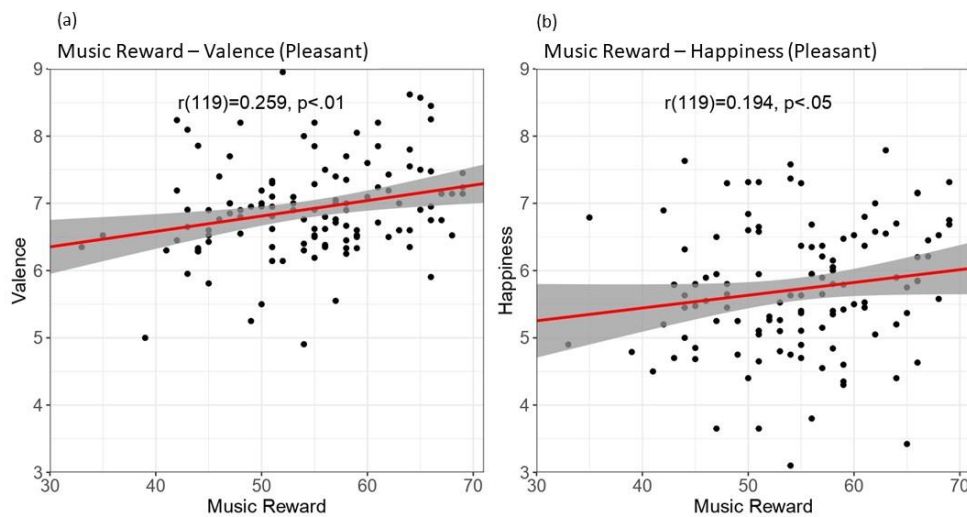 (a)
Music Reward – Valence (Pleasant)
r(119)=0.259, p<.01
9
8
7
6
5
4
3
Valence
30
40
50
60
70
Music Reward
(b)
Music Reward – Happiness (Pleasant)
r(119)=0.194, p<.05
9
8
7
6
5
4
3
Happiness
30
40
50
60
70
Music Reward